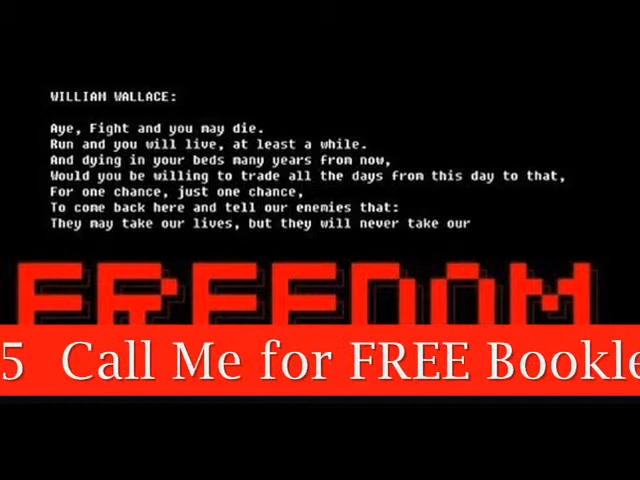 WILLIAM WALLACE:
Aye, Fight and you may die.
Run and you will live, at least a while.
And dying in your beds many years from now,
Would you be willing to trade all the days from this day to that,
For one chance, just one chance,
To come back here and tell our enemies that:
They may take our lives, but they will never take our
FREEDOM
5 Call Me for FREE Bookle